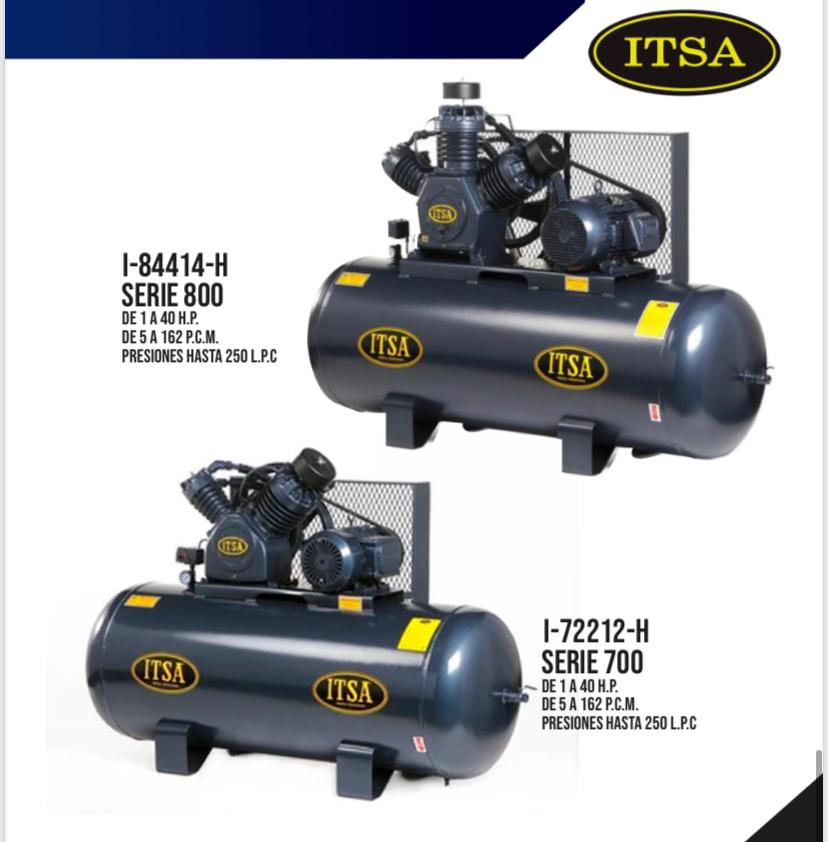 ITSA
I-84414-H
SERIE 800
DE 1 A 40 H.P.
DE 5 A 162 P.C.M.
PRESIONES HASTA 250 L.P.C
ITSA
ITSA
ITSA
ITSA
I-72212-H
SERIE 700
DE 1 A 40 H.P.
DE 5 A 162 P.C.M.
PRESIONES HASTA 250 L.P.C
ITSA
ITSA